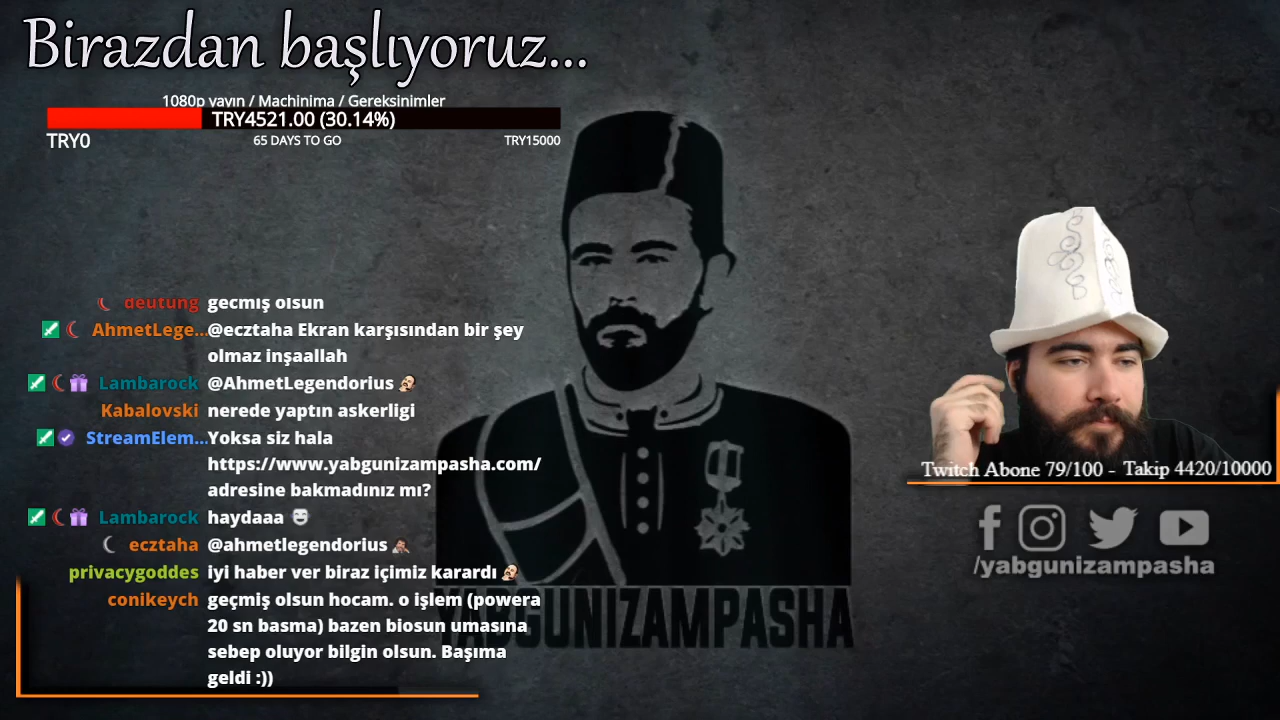 Birazdan başlıyoruz...
1080p yayın / Machinima / Gereksinimler
TRY4521.00 (30.14%)
TRY0
65 DAYS TO GO
TRY15000
deutung geçmiş olsun
AhmetLege... @ecztaha Ekran karşısından bir şey
olmaz inşaallah
Lambarock @AhmetLegendorius
Kabalovski nerede yaptın askerligi
StreamElem... Yoksa siz hala
https://www.yabgunizampasha.com/
adresine bakmadınız mı?
Lambarock haydaaa
ecztaha @ahmetlegendorius
privacygoddes iyi haber ver biraz içimiz karardı
conikeych geçmiş olsun hocam. o işlem (powera
20 sn basma) bazen biosun umasına
sebep oluyor bilgin olsun. Başıma
geldi :))
YABGUNIZAMPASHA
Twitch Abone 79/100 - Takip 4420/10000
/yabgunizampasha